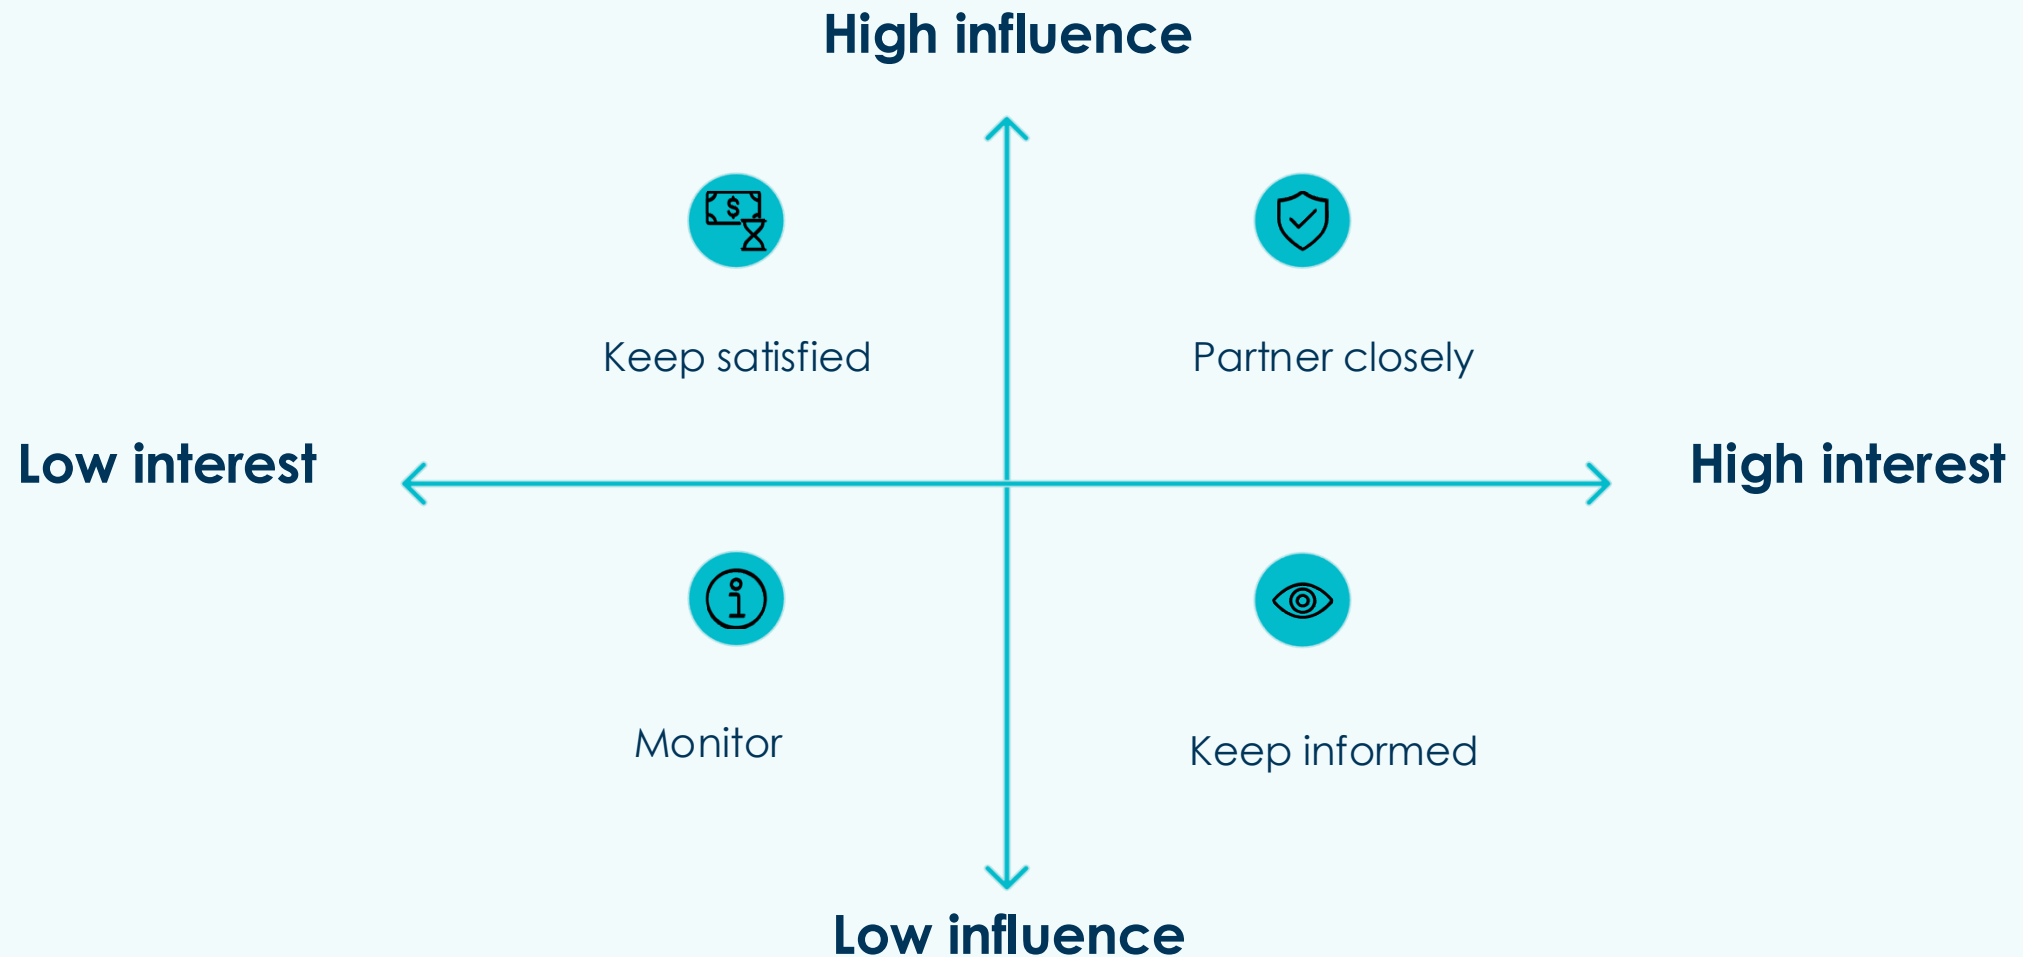 High influence
Keep satisfied
Partner closely
Low interest
High interest
Monitor
Keep informed
Low influence